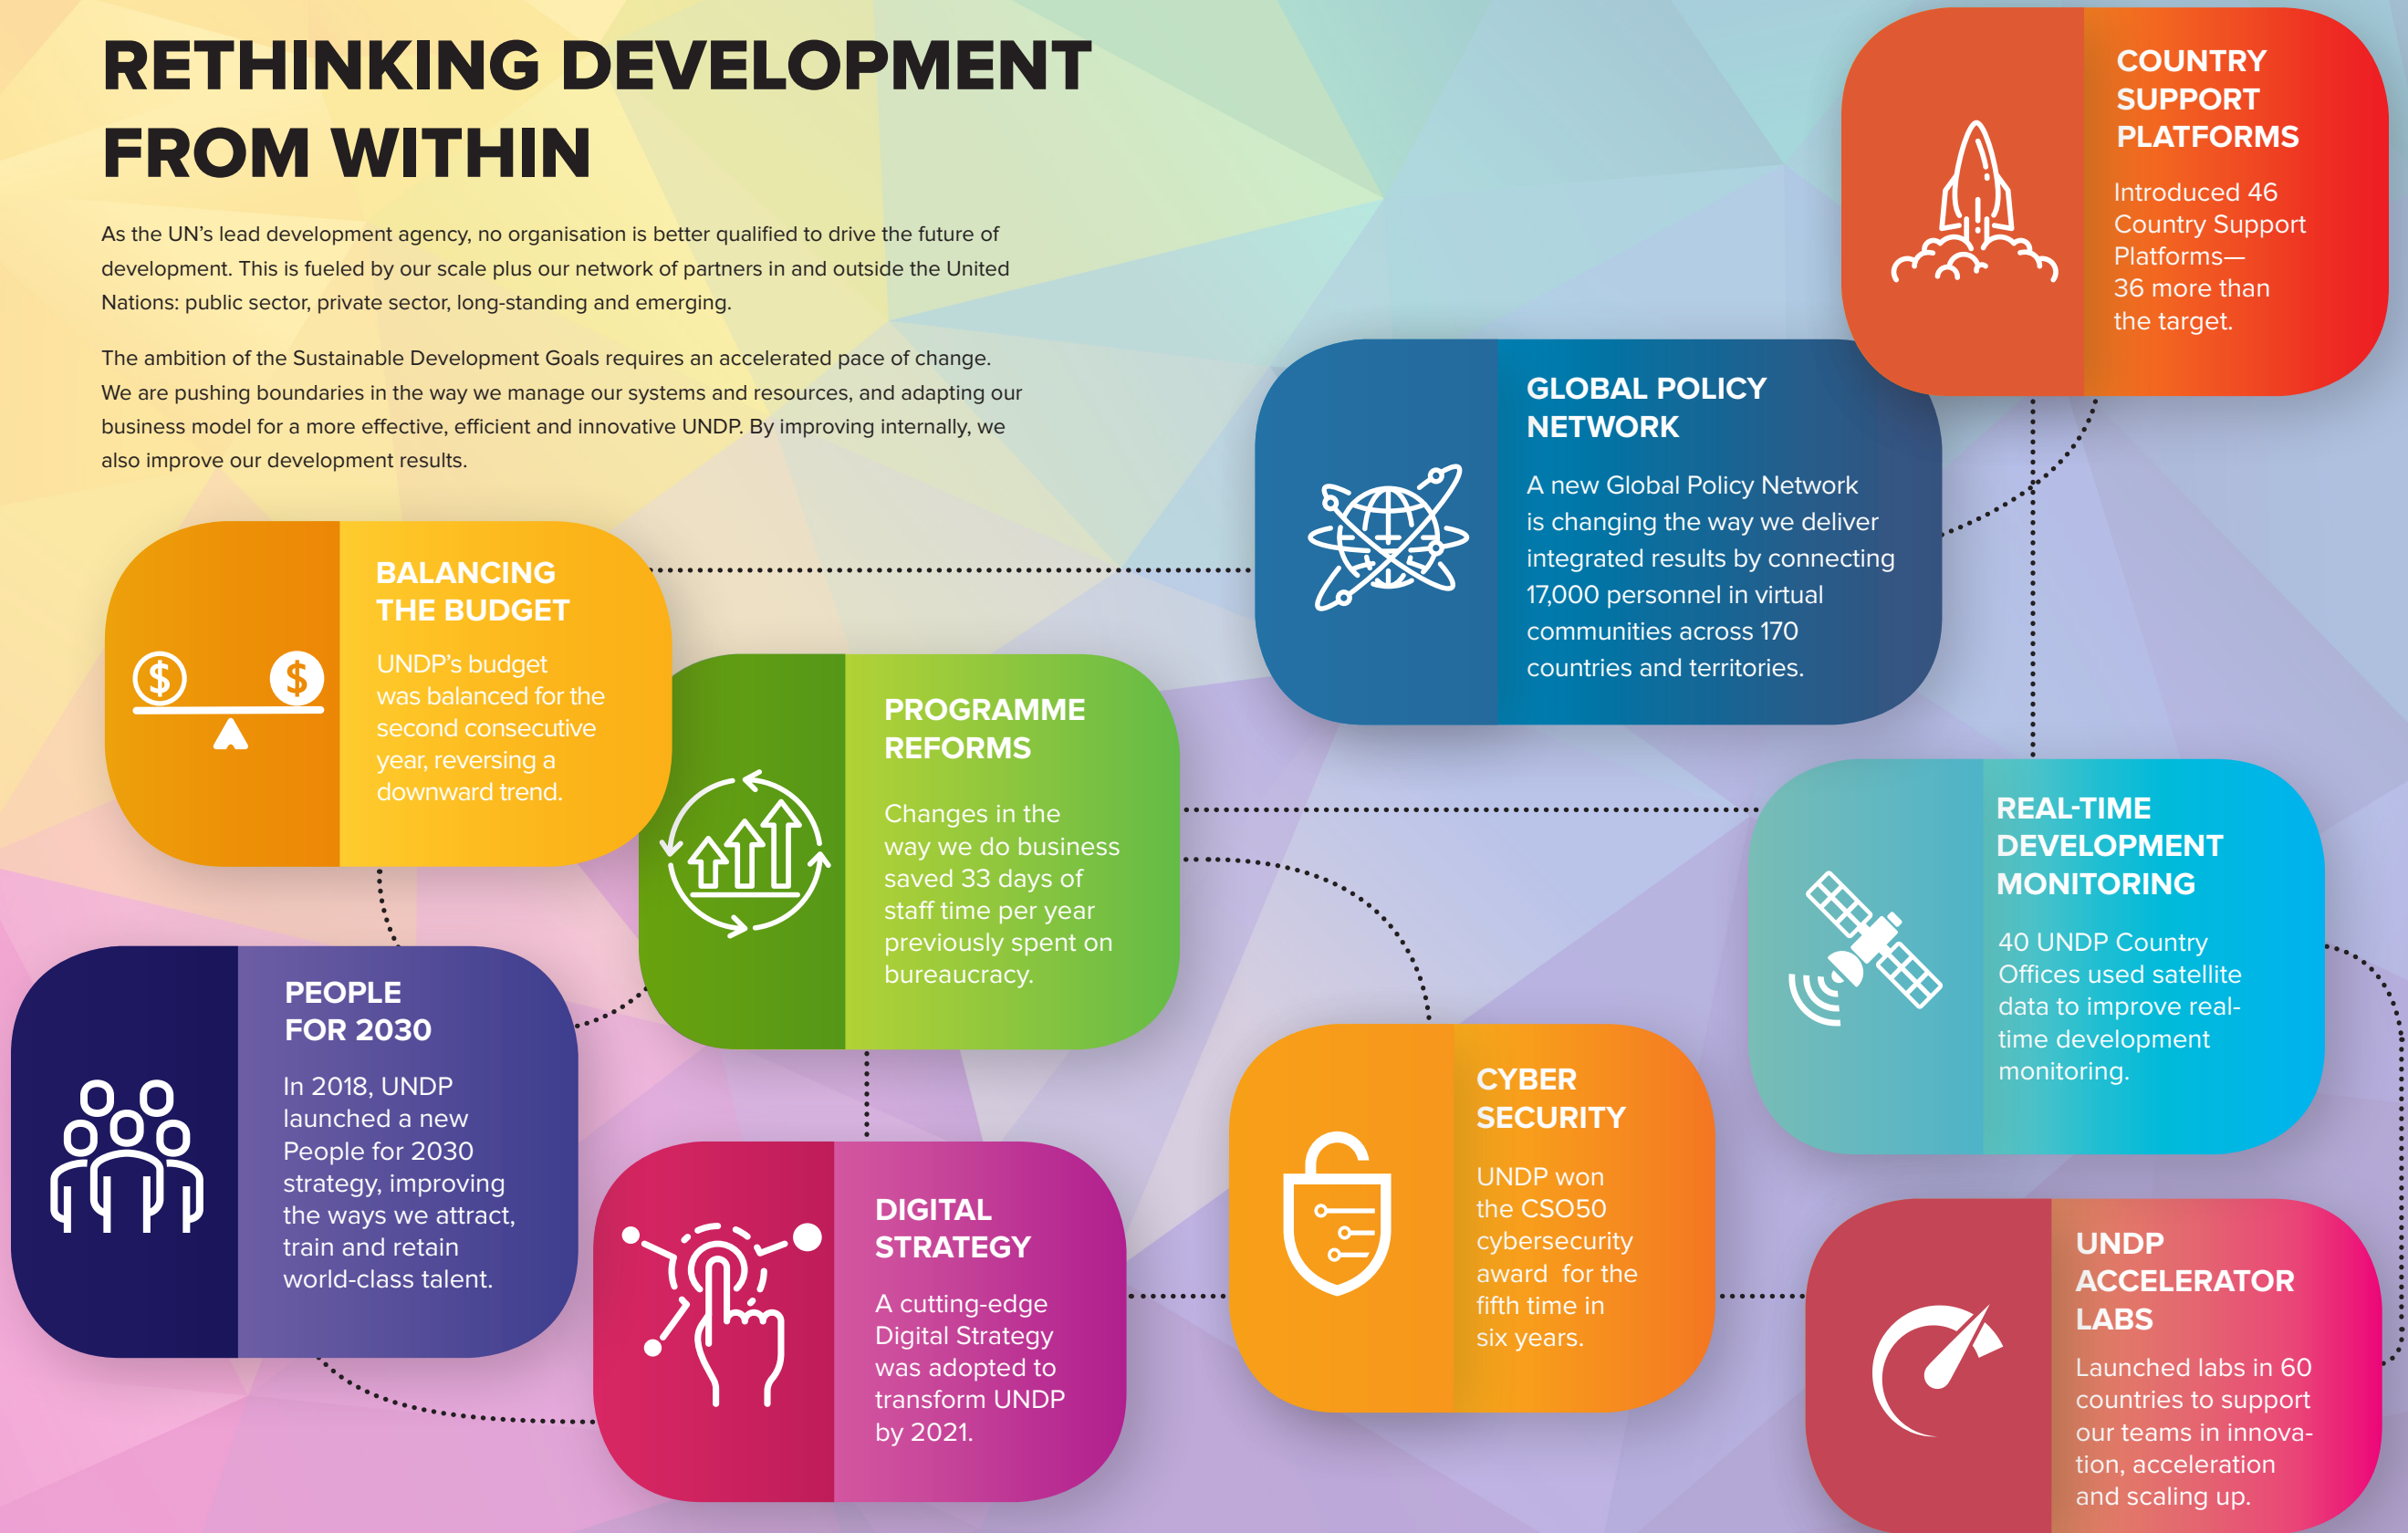 RETHINKING DEVELOPMENT
FROM WITHIN
As the UN’s lead development agency, no organisation is better qualified to drive the future of
development. This is fueled by our scale plus our network of partners in and outside the United
Nations: public sector, private sector, long-standing and emerging.
The ambition of the Sustainable Development Goals requires an accelerated pace of change.
We are pushing boundaries in the way we manage our systems and resources, and adapting our
business model for a more effective, efficient and innovative UNDP. By improving internally, we
also improve our development results.
COUNTRY
SUPPORT
PLATFORMS
Introduced 46
Country Support
Platforms—
36 more than
the target.
GLOBAL POLICY
NETWORK
A new Global Policy Network
is changing the way we deliver
integrated results by connecting
17,000 personnel in virtual
communities across 170
countries and territories.
$ $
BALANCING
THE BUDGET
UNDP’s budget
was balanced for the
second consecutive
year, reversing a
downward trend.
PROGRAMME
REFORMS
Changes in the
way we do business
saved 33 days of
staff time per year
previously spent on
bureaucracy.
REAL-TIME
DEVELOPMENT
MONITORING
40 UNDP Country
Offices used satellite
data to improve real-
time development
monitoring.
PEOPLE
FOR 2030
In 2018, UNDP
launched a new
People for 2030
strategy, improving
the ways we attract,
train and retain
world-class talent.
DIGITAL
STRATEGY
A cutting-edge
Digital Strategy
was adopted to
transform UNDP
by 2021.
CYBER
SECURITY
UNDP won
the CSO50
cybersecurity
award  for the
fifth time in
six years.
UNDP
ACCELERATOR
LABS
Launched labs in 60
countries to support
our teams in innova-
tion, acceleration
and scaling up.